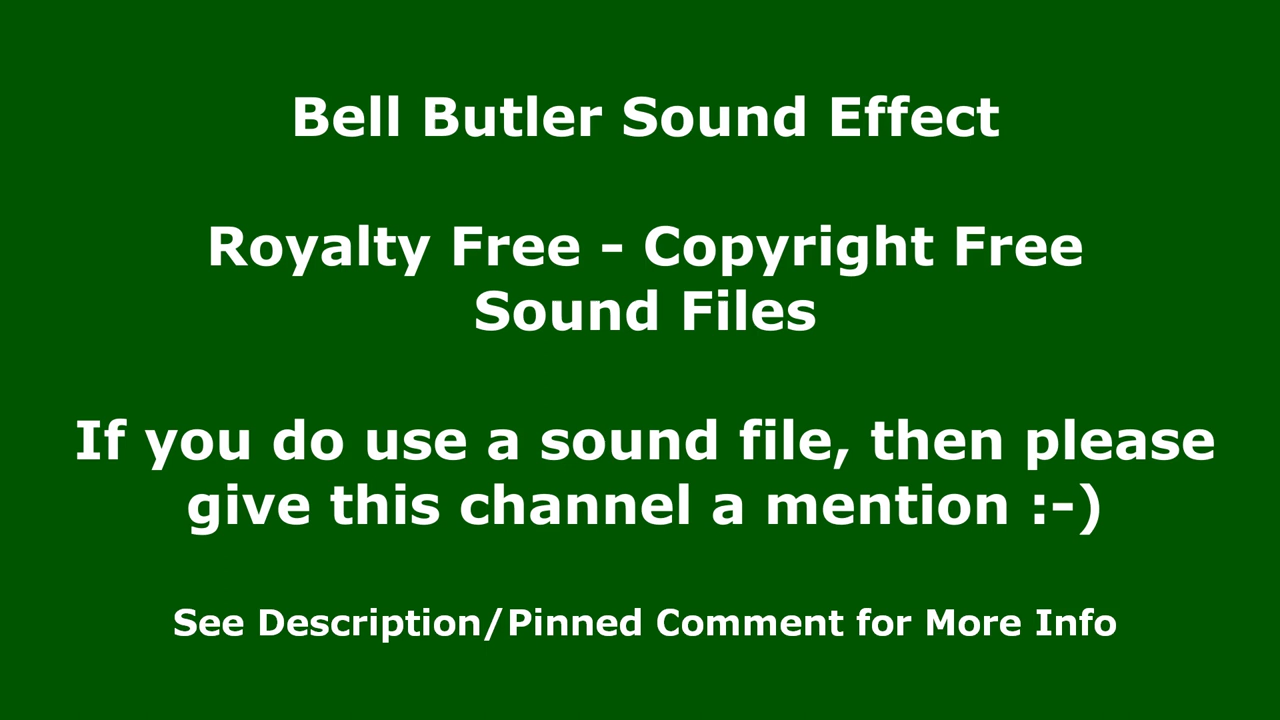 Bell Butler Sound Effect
Royalty Free - Copyright Free
Sound Files
If you do use a sound file, then please
give this channel a mention :-)
See Description/Pinned Comment for More Info